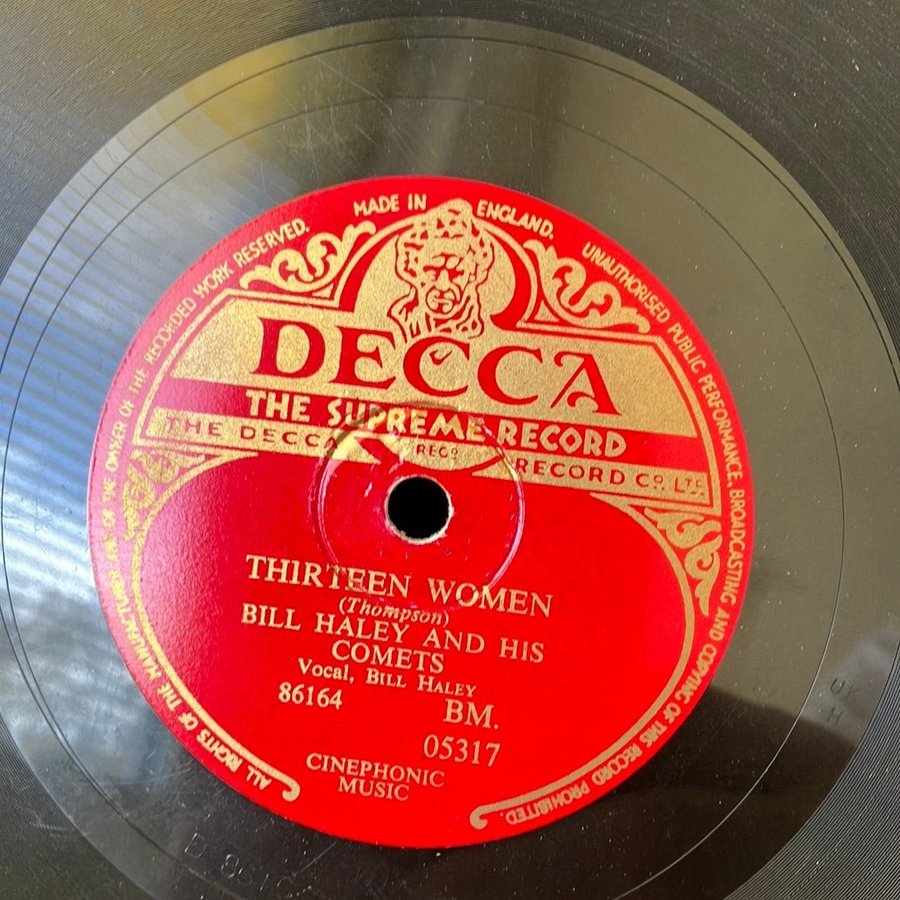 MADE IN ENGLAND.
UNAUTHORISED PUBLIC PERFORMANCE, BROADCASTING AND COPYING OF THIS RECORD PROHIBITED.
ALL RIGHTS OF THE MANUFACTURER AND OF THE OWNER OF THE RECORDED WORK RESERVED.
DECCA
THE SUPREME RECORD
THE DECCA RECORD CO. LTD.
REGD
THIRTEEN WOMEN
(Thompson)
BILL HALEY AND HIS
COMETS
Vocal, BILL HALEY
86164 BM.
05317
CINEPHONIC
MUSIC
UK
H